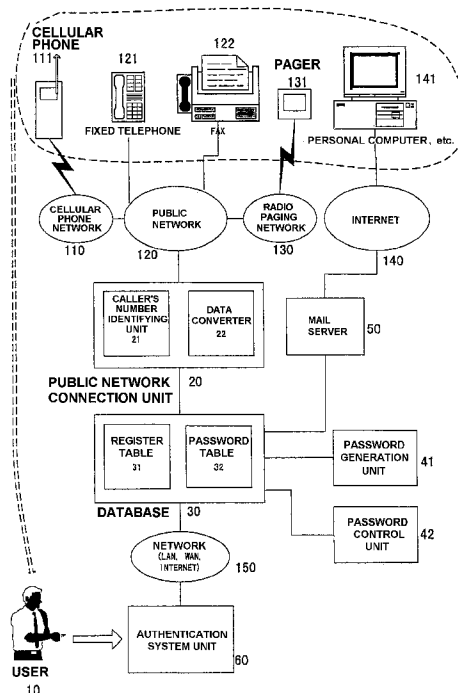 CELLULAR
PHONE
111
121
122
PAGER
131
141
FIXED TELEPHONE
FAX
PERSONAL COMPUTER, etc.
CELLULAR
PHONE
NETWORK
110
PUBLIC
NETWORK
120
RADIO
PAGING
NETWORK
130
INTERNET
140
CALLER'S
NUMBER
IDENTIFYING
UNIT
21
DATA
CONVERTER
22
MAIL
SERVER
50
PUBLIC NETWORK
CONNECTION UNIT
20
REGISTER
TABLE
31
PASSWORD
TABLE
32
PASSWORD
GENERATION
UNIT
41
DATABASE
30
PASSWORD
CONTROL
UNIT
42
NETWORK
(LAN, WAN,
INTERNET)
150
AUTHENTICATION
SYSTEM UNIT
60
USER
10